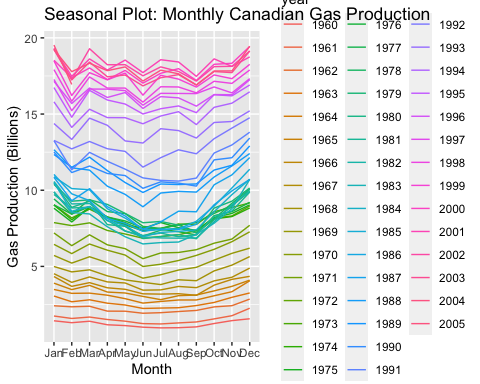 year
Seasonal Plot: Monthly Canadian Gas Production
Gas Production (Billions)
20
15
10
5
Jan Feb Mar Apr May Jun Jul Aug Sep Oct Nov Dec
Month
1960 1976 1992
1961 1977 1993
1962 1978 1994
1963 1979 1995
1964 1980 1996
1965 1981 1997
1966 1982 1998
1967 1983 1999
1968 1984 2000
1969 1985 2001
1970 1986 2002
1971 1987 2003
1972 1988 2004
1973 1989 2005
1974 1990
1975 1991